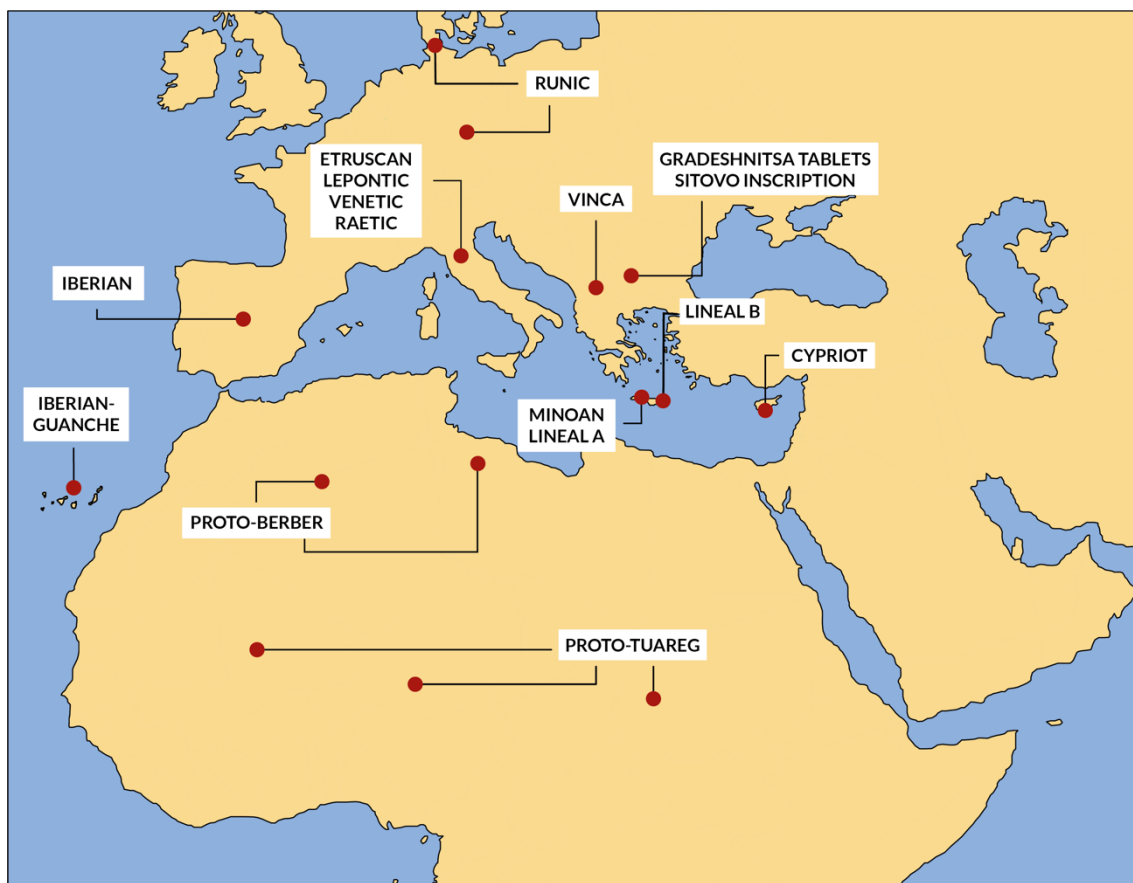 RUNIC
ETRUSCAN
LEPONTIC
VENETIC
RAETIC
GRADESHNITSA TABLETS
SITOVO INSCRIPTION
VINCA
IBERIAN
LINEAL B
CYPRIOT
IBERIAN-
GUANCHE
MINOAN
LINEAL A
PROTO-BERBER
PROTO-TUAREG